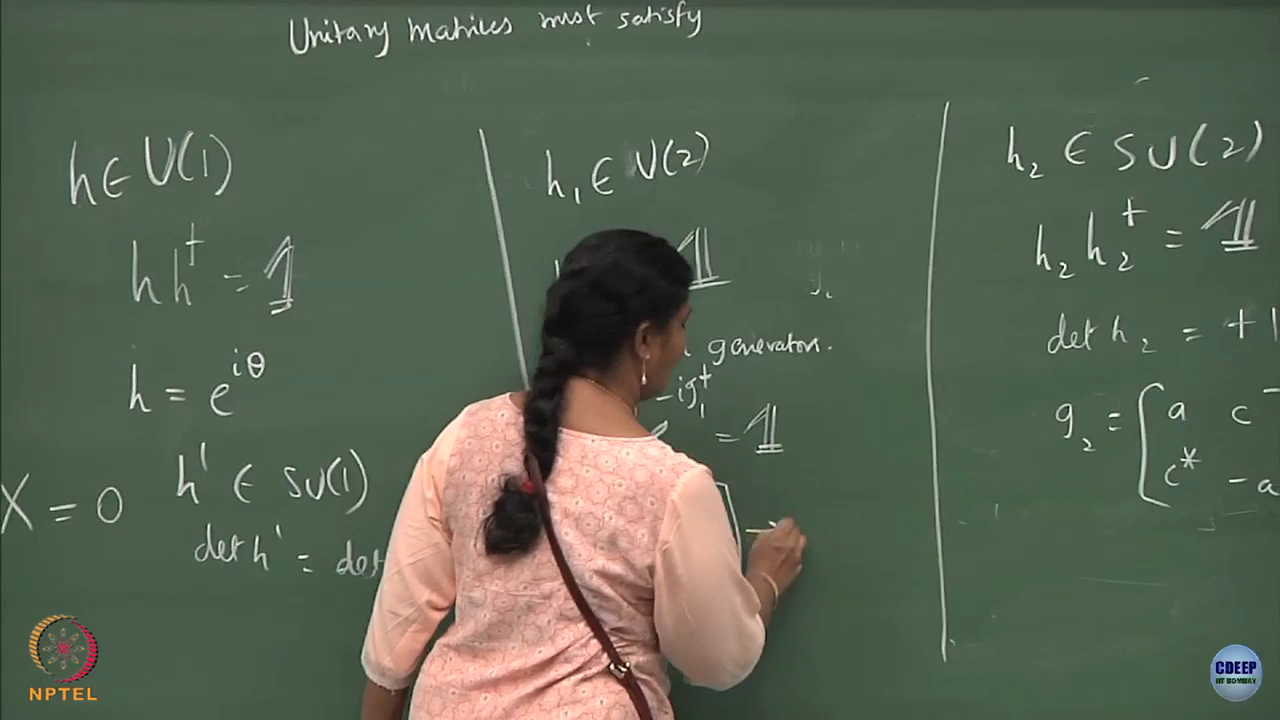 Unitary matrices must satisfy
h ∈ U(1)
h h† = 𝟙
h = e^{iθ}
X = 0
h' ∈ SU(1)
det h' = det
h₁ ∈ U(2)
𝟙
generators.
-ig₁†
= 𝟙
h₂ ∈ SU(2)
h₂ h₂† = 𝟙
det h₂ = +1
g₂ = ( a c
c* -a
NPTEL
CDEEP
IIT BOMBAY